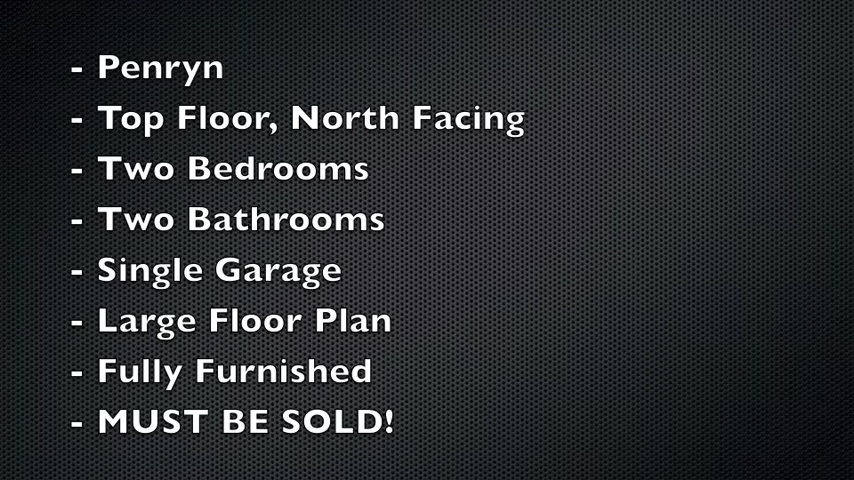 - Penryn
- Top Floor, North Facing
- Two Bedrooms
- Two Bathrooms
- Single Garage
- Large Floor Plan
- Fully Furnished
- MUST BE SOLD!